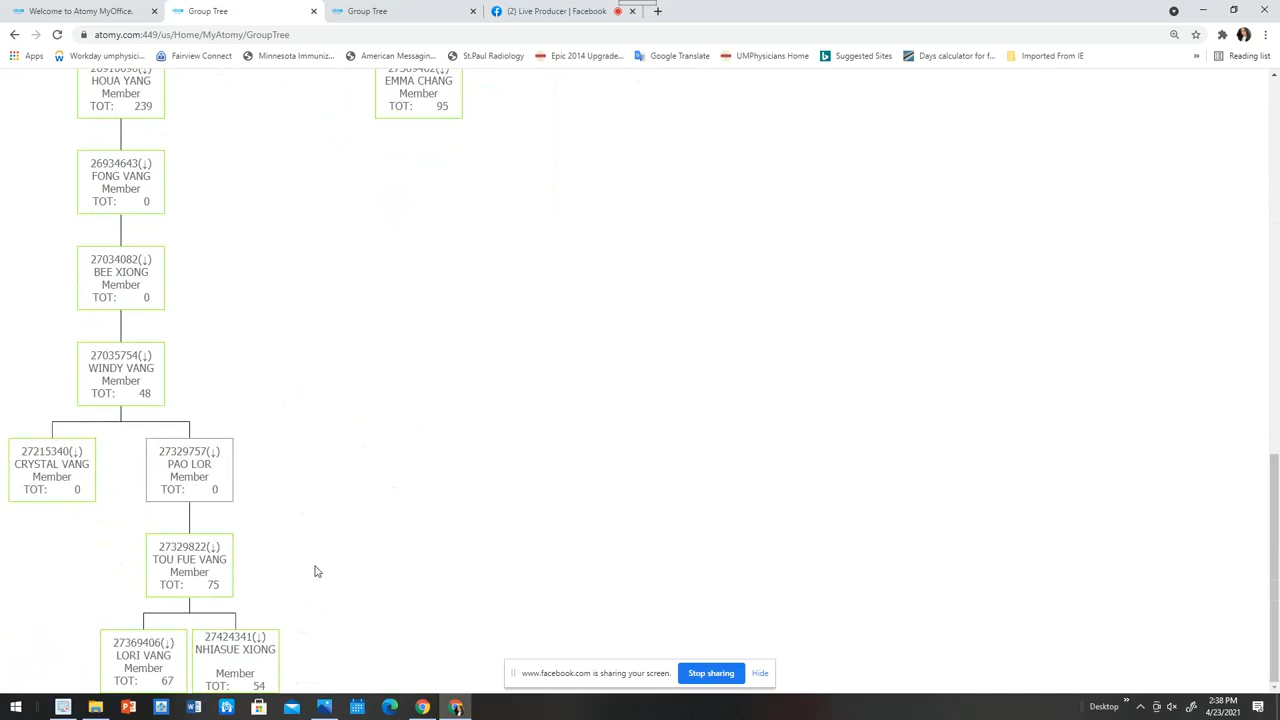 Welcome to Atomy MyOffice.
Group Tree
Group Tree
(2) Live Producer | Facebook
atomy.com:449/us/Home/MyAtomy/GroupTree
Apps
Workday umphysici...
Fairview Connect
Minnesota Immuniz...
American Messagin...
St.Paul Radiology
Epic 2014 Upgrade...
Google Translate
UMPhysicians Home
Suggested Sites
Days calculator for f...
Imported From IE
»
Reading list
HOUA YANG
Member
TOT: 239
EMMA CHANG
Member
TOT: 95
26934643(↓)
FONG VANG
Member
TOT: 0
27034082(↓)
BEE XIONG
Member
TOT: 0
27035754(↓)
WINDY VANG
Member
TOT: 48
27215340(↓)
CRYSTAL VANG
Member
TOT: 0
27329757(↓)
PAO LOR
Member
TOT: 0
27329822(↓)
TOU FUE VANG
Member
TOT: 75
27369406(↓)
LORI VANG
Member
TOT: 67
27424341(↓)
NHIASUE XIONG
Member
TOT: 54
www.facebook.com is sharing your screen.
Stop sharing
Hide
Desktop
2:38 PM
4/23/2021